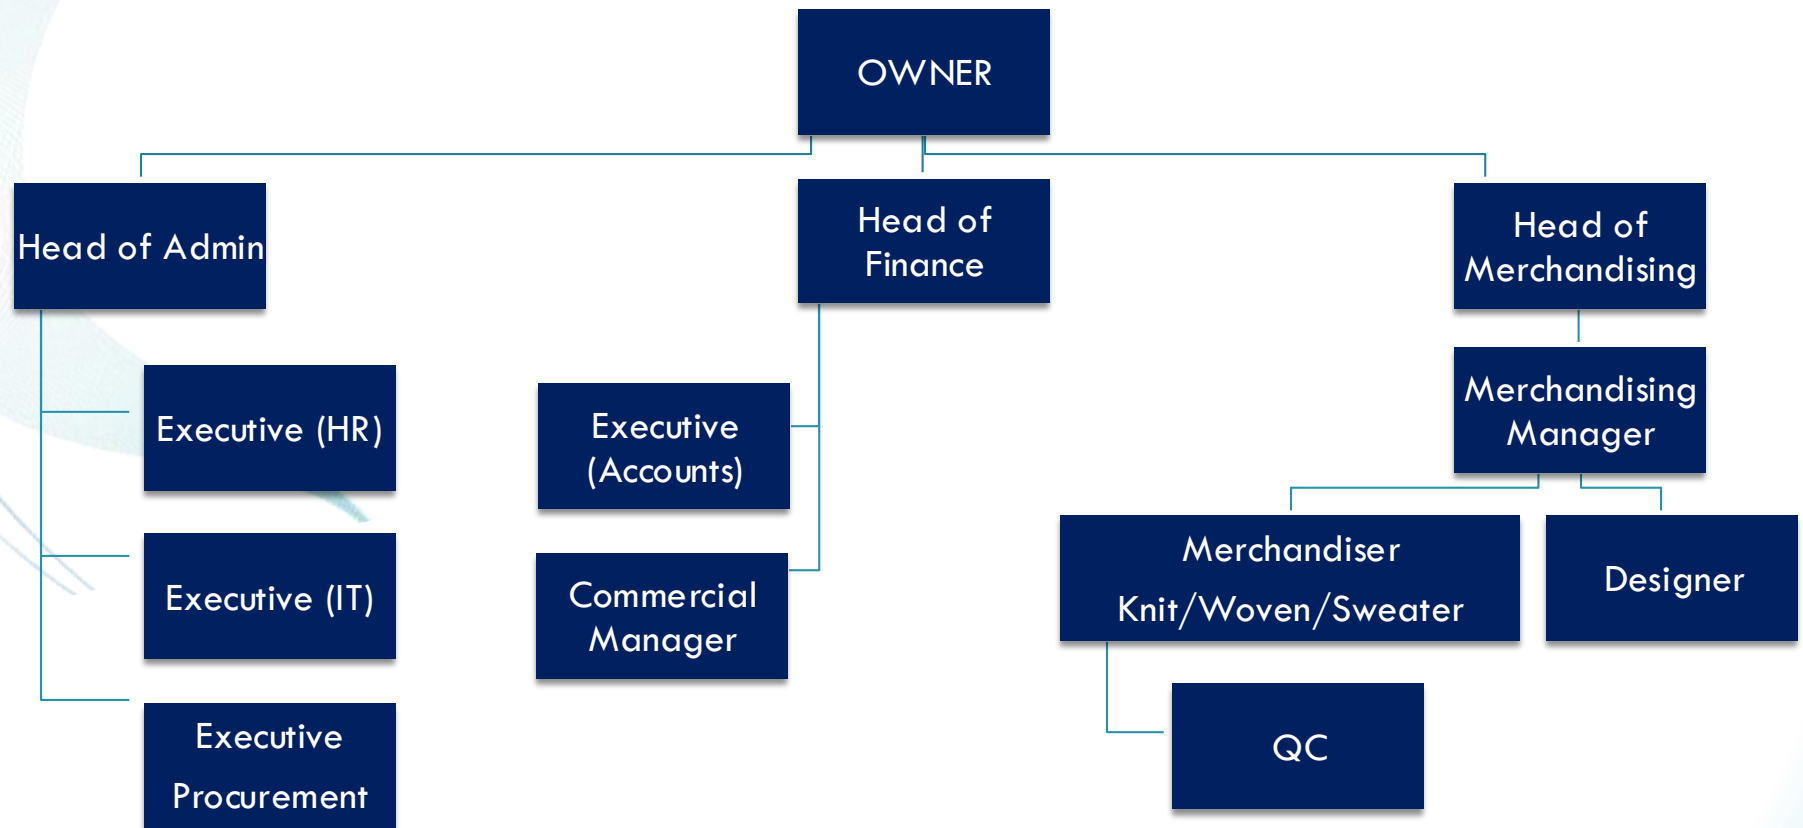 OWNER
Head of Admin
Head of
Finance
Head of
Merchandising
Executive (HR)
Executive (IT)
Executive
Procurement
Executive
(Accounts)
Commercial
Manager
Merchandising
Manager
Merchandiser
Knit/Woven/Sweater
Designer
QC